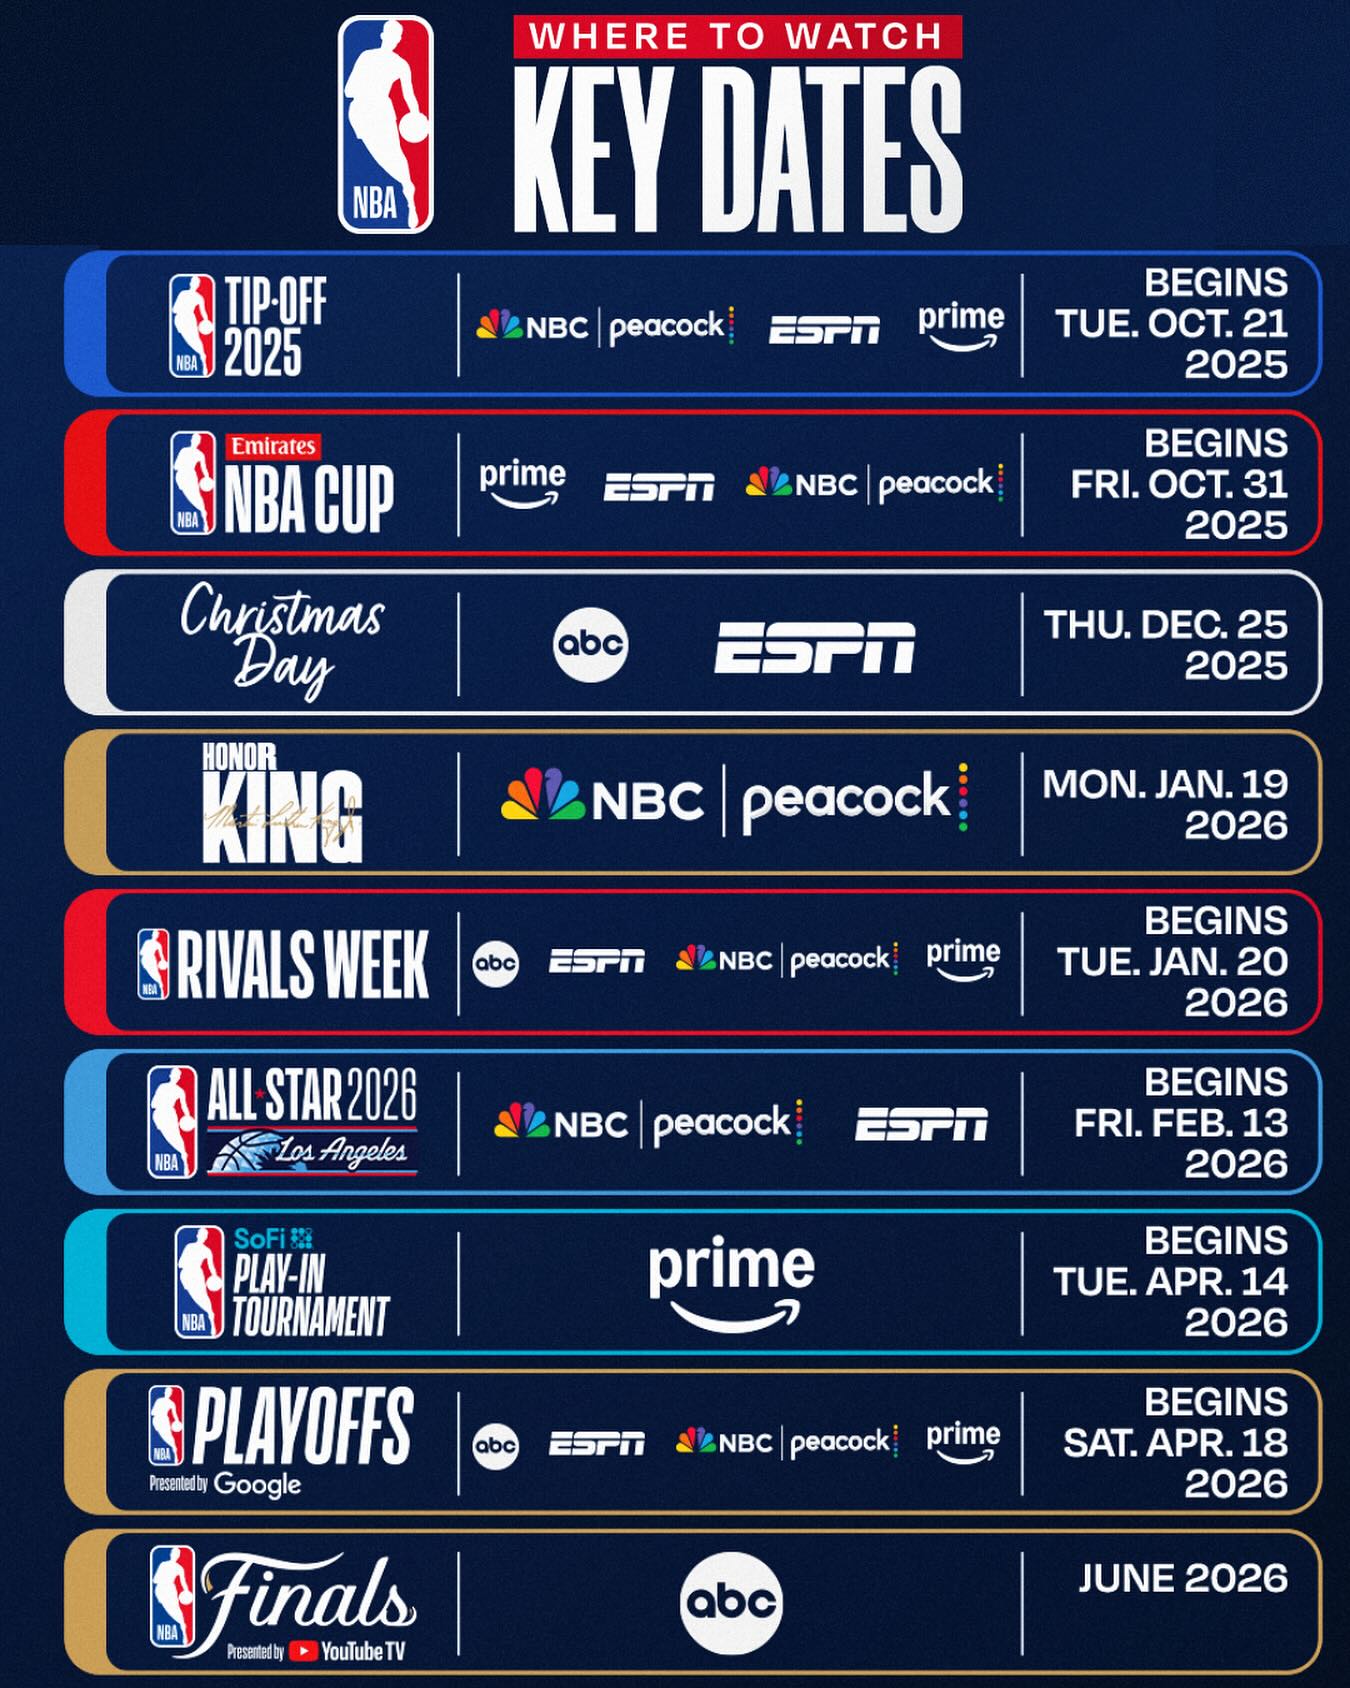 WHERE TO WATCH
KEY DATES
NBA
NBA
TIP-OFF
2025
NBC | peacock
ESPN
prime
BEGINS
TUE. OCT. 21
2025
NBA
Emirates
NBA CUP
prime
ESPN
NBC | peacock
BEGINS
FRI. OCT. 31
2025
Christmas
Day
abc
ESPN
THU. DEC. 25
2025
HONOR
KING
Martin Luther King Jr
NBC | peacock
MON. JAN. 19
2026
NBA
RIVALS WEEK
abc
ESPN
NBC | peacock
prime
BEGINS
TUE. JAN. 20
2026
NBA
ALL★STAR 2026
Los Angeles
NBC | peacock
ESPN
BEGINS
FRI. FEB. 13
2026
NBA
SoFi
PLAY-IN
TOURNAMENT
prime
BEGINS
TUE. APR. 14
2026
NBA
PLAYOFFS
Presented by Google
abc
ESPN
NBC | peacock
prime
BEGINS
SAT. APR. 18
2026
NBA
Finals
Presented by YouTube TV
abc
JUNE 2026